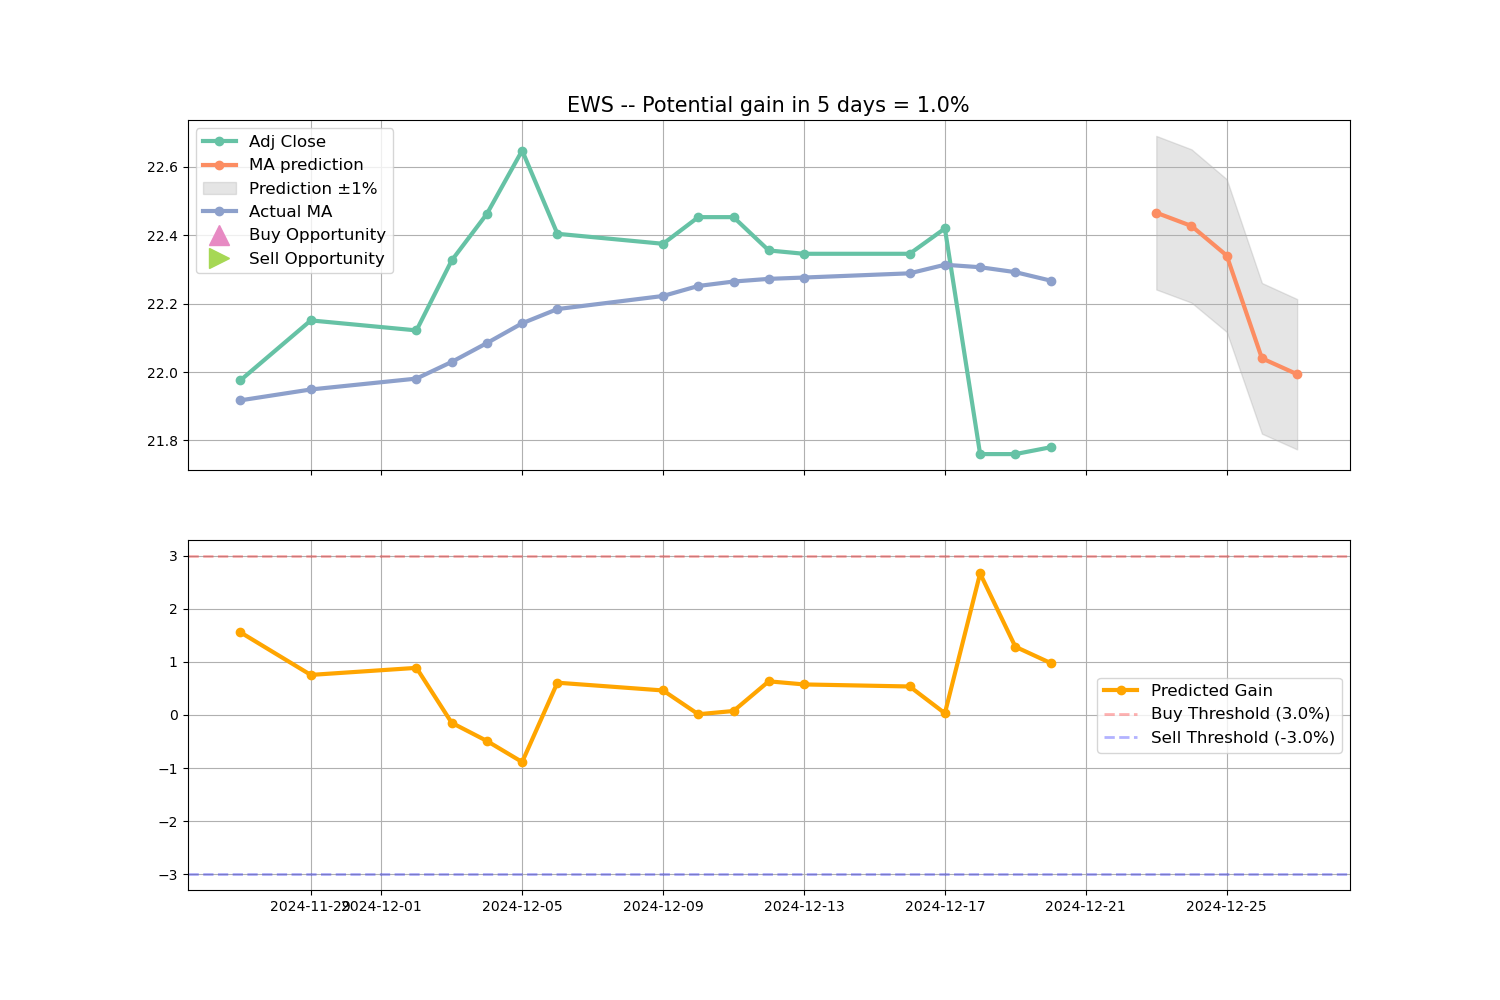 EWS -- Potential gain in 5 days = 1.0%
Adj Close
MA prediction
Prediction ±1%
Actual MA
Buy Opportunity
Sell Opportunity
22.6
22.4
22.2
22.0
21.8
3
2
1
0
−1
−2
−3
Predicted Gain
Buy Threshold (3.0%)
Sell Threshold (-3.0%)
2024-11-29 2024-12-01 2024-12-05 2024-12-09 2024-12-13 2024-12-17 2024-12-21 2024-12-25